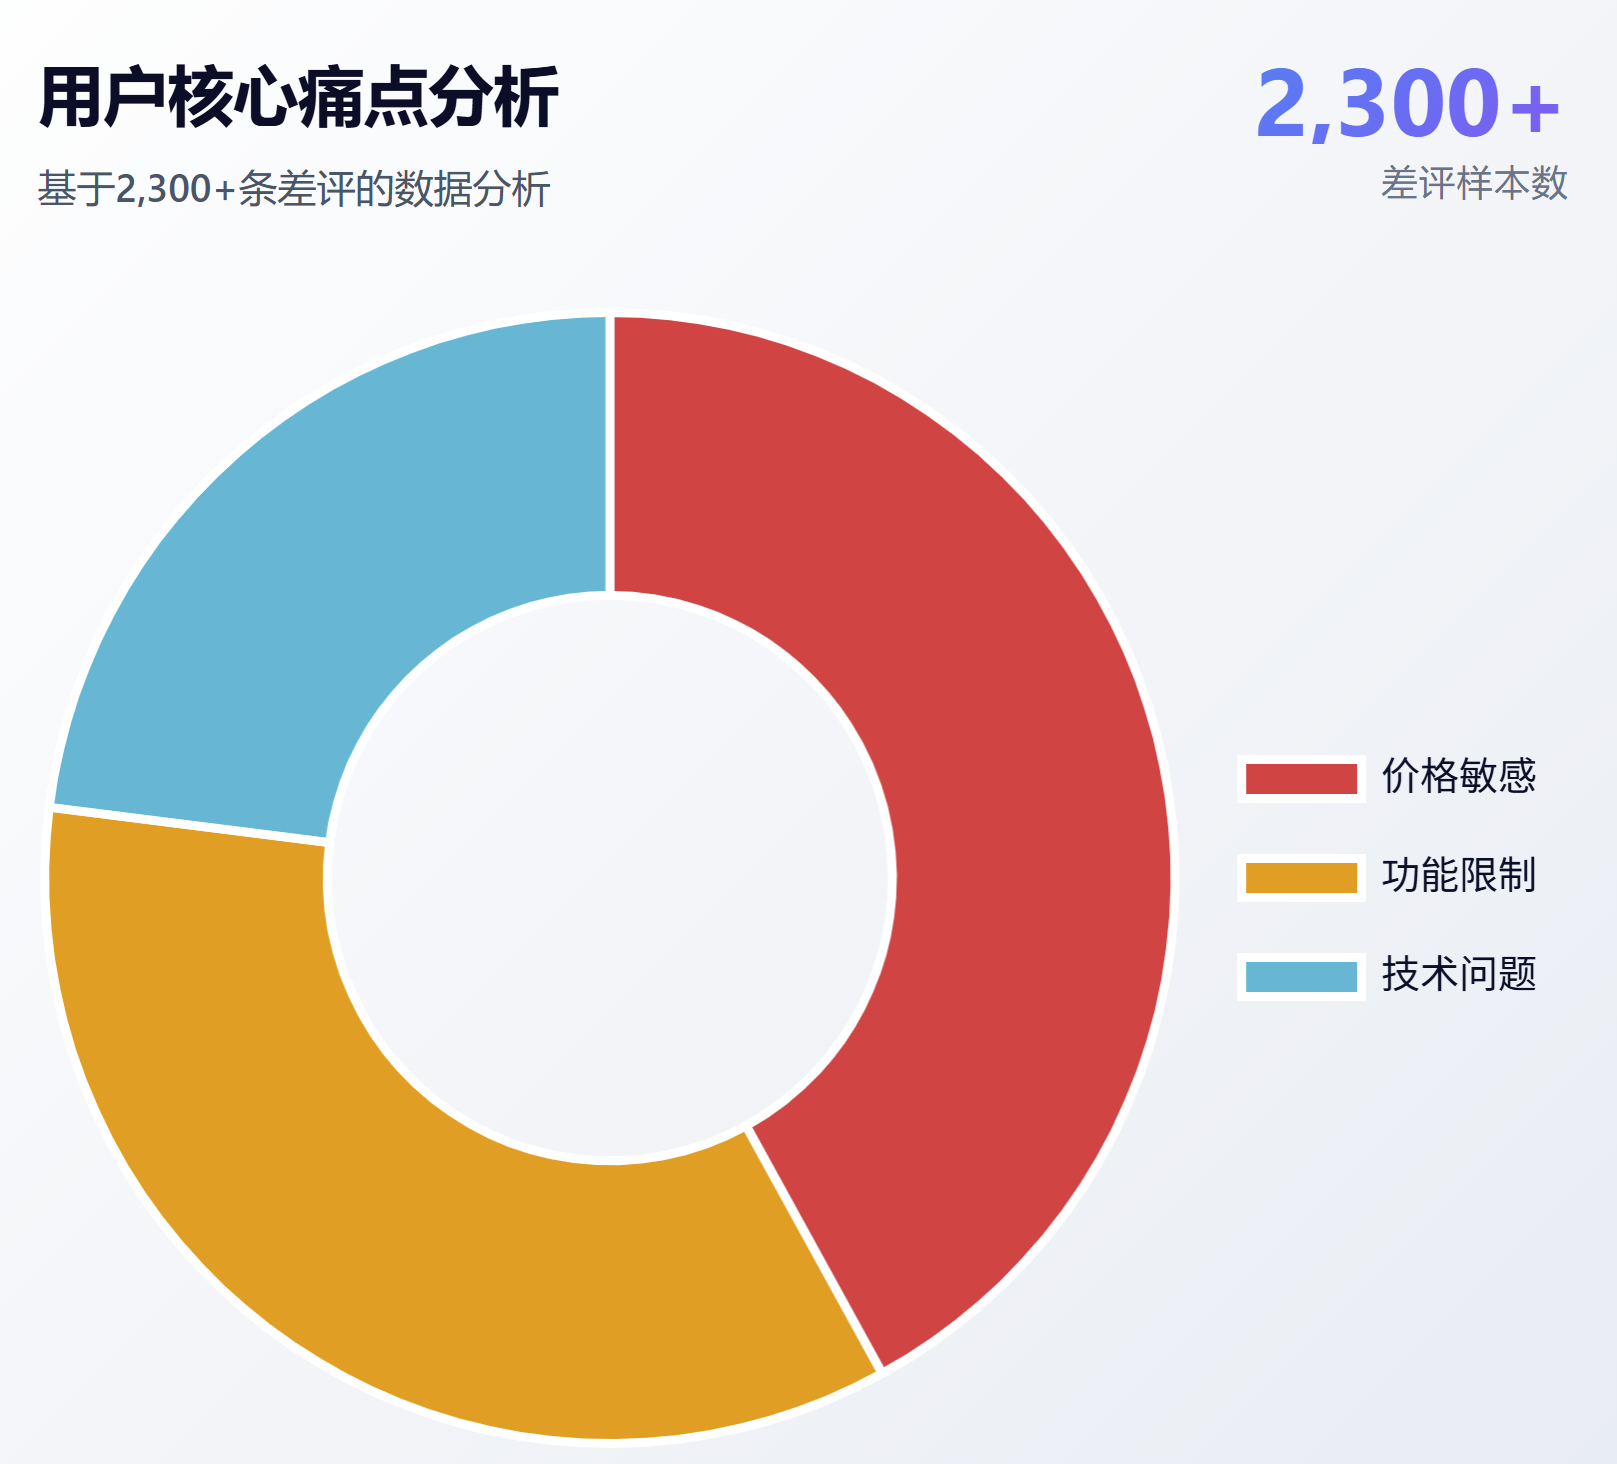 用户核心痛点分析
基于2,300+条差评的数据分析
2,300+
差评样本数
价格敏感
功能限制
技术问题